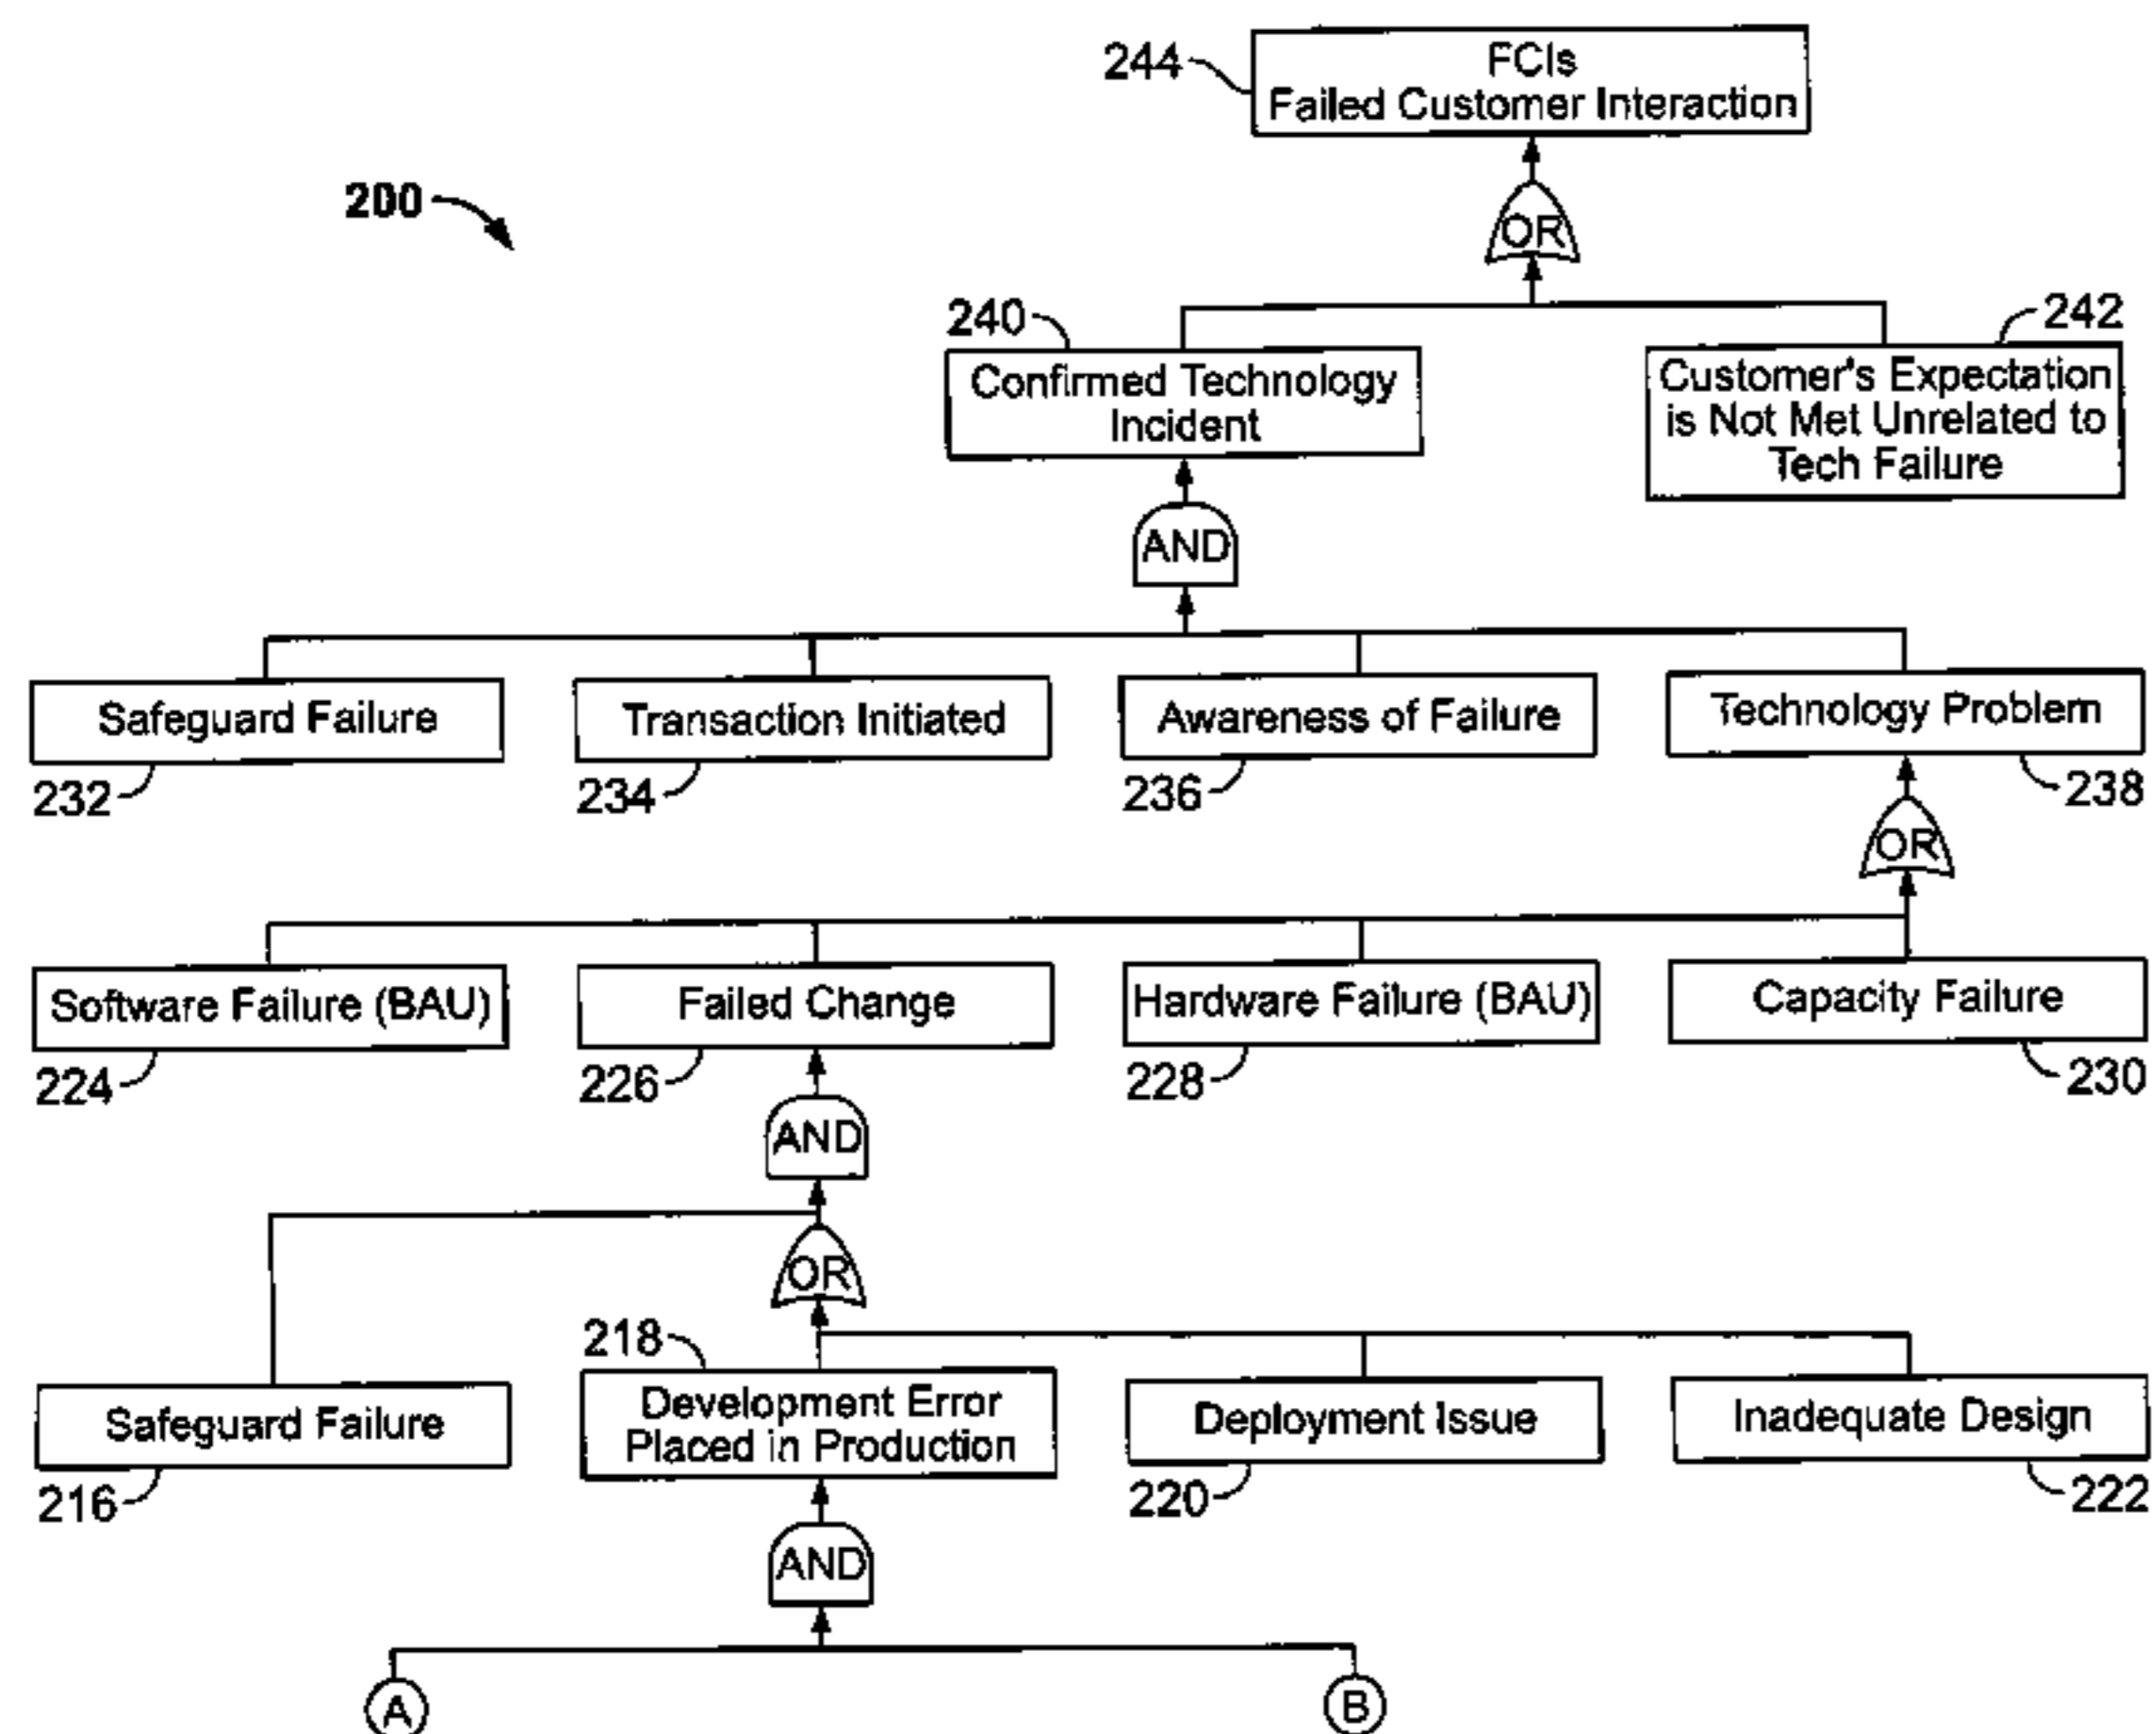 244
FCIs
Failed Customer Interaction
200
OR
240
242
Confirmed Technology
Incident
Customer's Expectation
is Not Met Unrelated to
Tech Failure
AND
Safeguard Failure
Transaction Initiated
Awareness of Failure
Technology Problem
232
234
236
238
OR
Software Failure (BAU)
Failed Change
Hardware Failure (BAU)
Capacity Failure
224
226
228
230
AND
OR
218
Safeguard Failure
Development Error
Placed in Production
Deployment Issue
Inadequate Design
216
220
222
AND
A
B